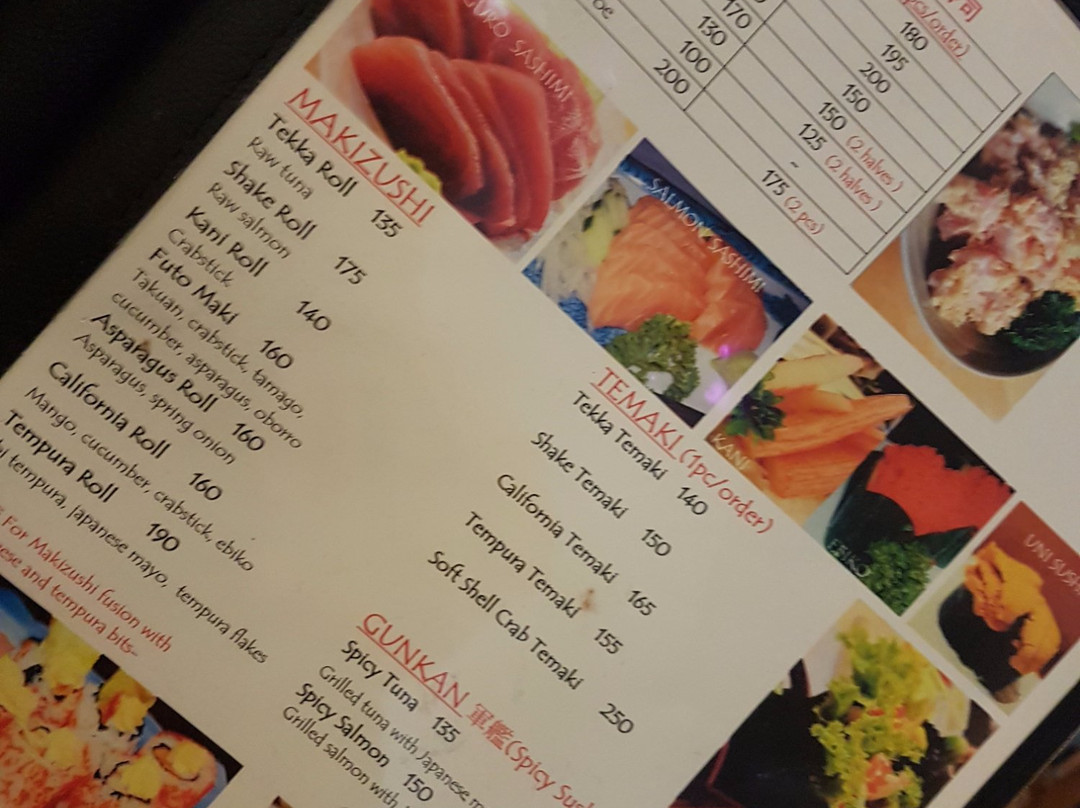 MAKIZUSHI
Tekka Roll 135
Raw tuna
Shake Roll 175
Raw salmon
Kani Roll 140
Crabstick
Futo Maki 160
Takuan, crabstick, tamago,
cucumber, asparagus, oborro
Asparagus Roll 160
Asparagus, spring onion
California Roll 160
Mango, cucumber, crabstick, ebiko
Tempura Roll 190
tempura, japanese mayo, tempura flakes
For Makizushi fusion with
and tempura bits-
SASHIMI
SALMON SASHIMI
170
130
100
200
180
195
200
150
150 (2 halves)
125 (2 halves)
-
175 (2 pcs)
TEMAKI (1pc/order)
Tekka Temaki 140
Shake Temaki 150
California Temaki 165
Tempura Temaki 155
Soft Shell Crab Temaki 250
GUNKAN 軍艦 (Spicy
Spicy Tuna 135
Grilled tuna with Japanese
Spicy Salmon 150
Grilled salmon with
KANI
EBIKO
UNI